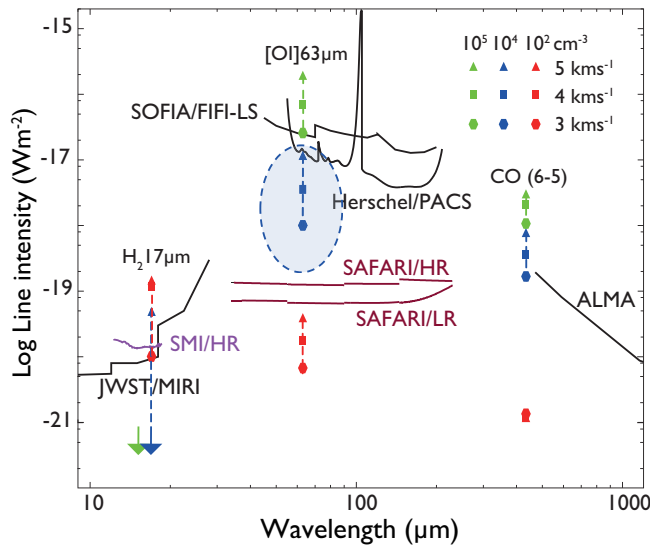 -15
[OI]63μm
10⁵ 10⁴ 10² cm⁻³
5 kms⁻¹
4 kms⁻¹
3 kms⁻¹
SOFIA/FIFI-LS
-17
CO (6-5)
Herschel/PACS
H₂17μm
SAFARI/HR
-19
ALMA
SAFARI/LR
SMI/HR
JWST/MIRI
-21
Log Line intensity (Wm⁻²)
10 100 1000
Wavelength (μm)